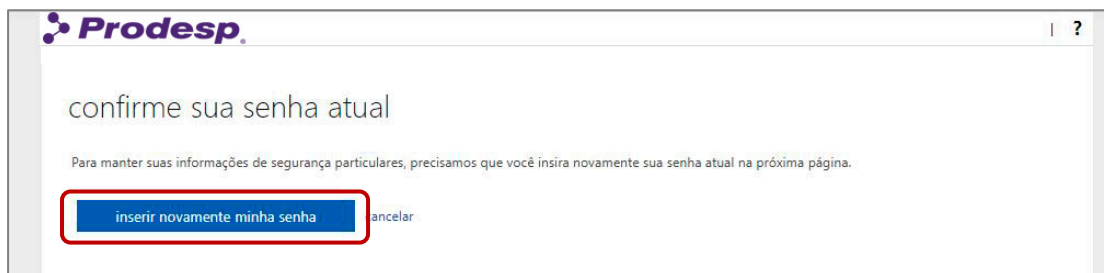 Prodesp
| ?
confirme sua senha atual
Para manter suas informações de segurança particulares, precisamos que você insira novamente sua senha atual na próxima página.
inserir novamente minha senha cancelar